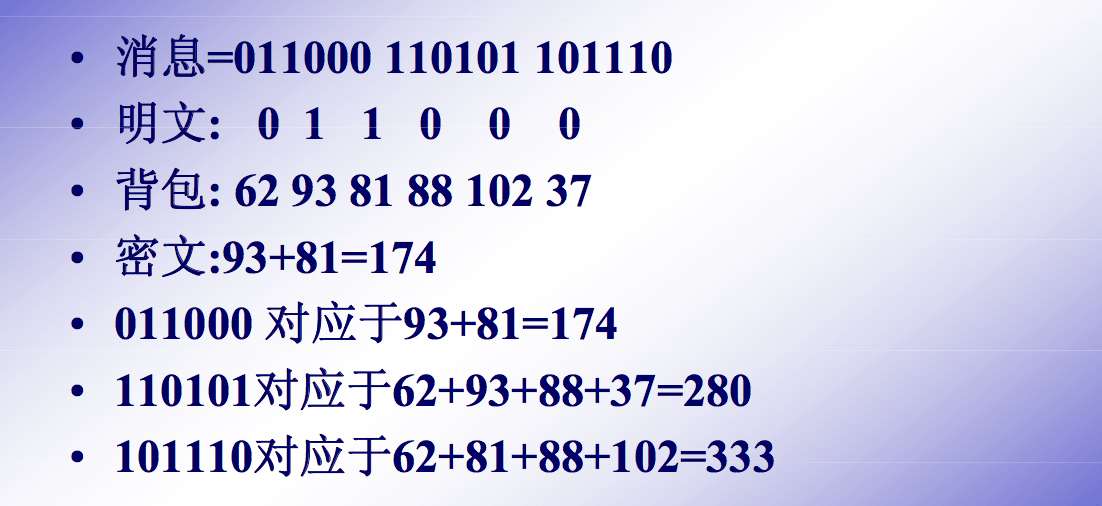 • 消息=011000 110101 101110
• 明文: 0 1 1 0 0 0
• 背包: 62 93 81 88 102 37
• 密文:93+81=174
• 011000 对应于93+81=174
• 110101对应于62+93+88+37=280
• 101110对应于62+81+88+102=333